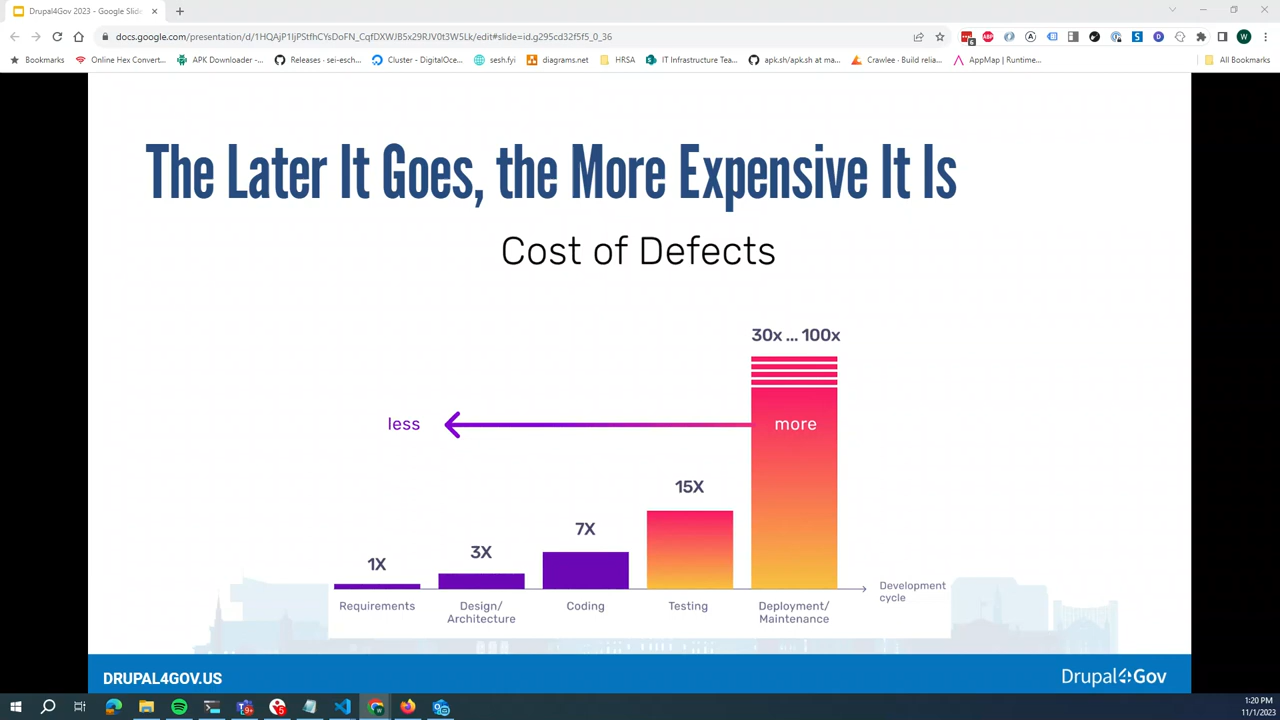 Drupal4Gov 2023 - Google Slide
docs.google.com/presentation/d/1HQAjP1IjPStfhCYsDoFN_CqfDXWJB5x29RJV0t3W5Lk/edit#slide=id.g295cd32f5f5_0_36
Bookmarks
Online Hex Convert...
APK Downloader -...
Releases · sei-esch...
Cluster - DigitalOce...
sesh.fyi
diagrams.net
HRSA
IT Infrastructure Tea...
apk.sh/apk.sh at ma...
Crawlee · Build relia...
AppMap | Runtime...
All Bookmarks
The Later It Goes, the More Expensive It Is
Cost of Defects
30x ... 100x
less
more
15X
7X
3X
1X
Requirements
Design/
Architecture
Coding
Testing
Deployment/
Maintenance
Development
cycle
DRUPAL4GOV.US
Drupal4Gov
1:20 PM
11/1/2023